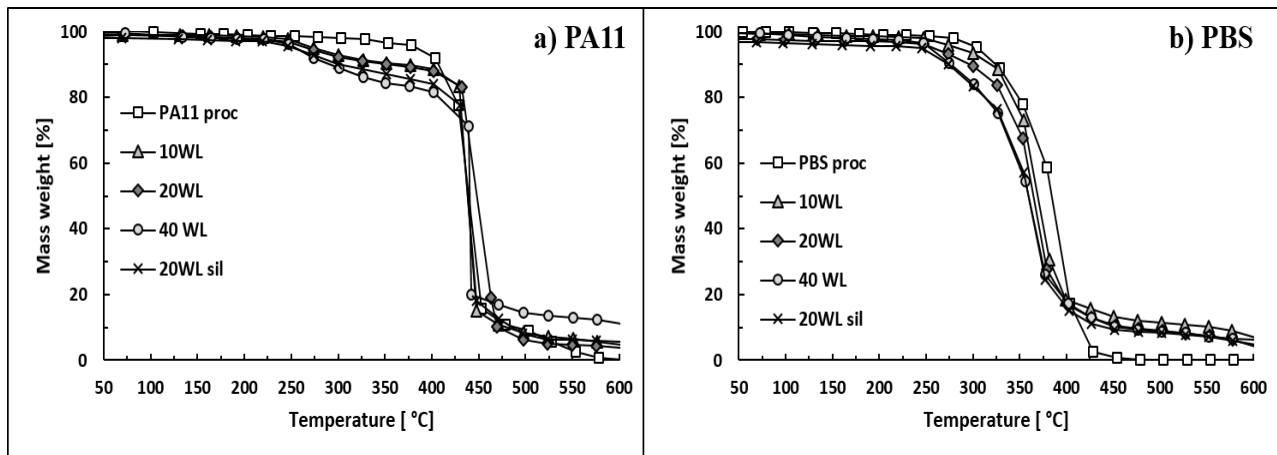 a) PA11
Mass weight [%]
100
80
60
40
20
0
PA11 proc
10WL
20WL
40 WL
20WL sil
50 100 150 200 250 300 350 400 450 500 550 600
Temperature [ °C]
b) PBS
Mass weight [%]
100
80
60
40
20
0
PBS proc
10WL
20WL
40 WL
20WL sil
50 100 150 200 250 300 350 400 450 500 550 600
Temperature [ °C]